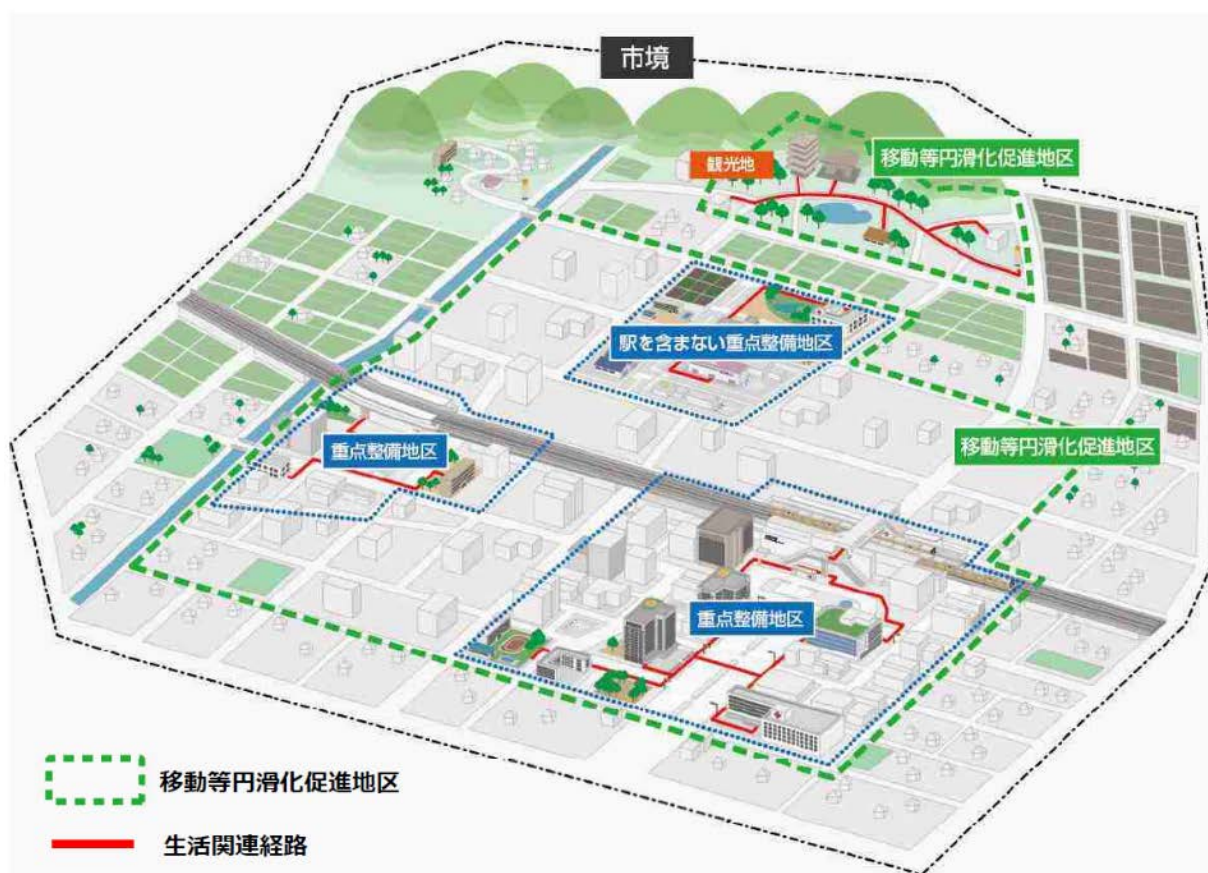 市境
観光地
移動等円滑化促進地区
駅を含まない重点整備地区
重点整備地区
移動等円滑化促進地区
重点整備地区
移動等円滑化促進地区
生活関連経路